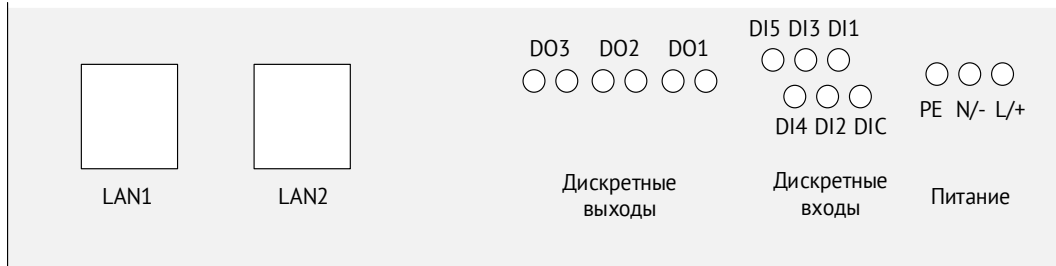 DI5 DI3 DI1
DO3 DO2 DO1
PE N/- L/+
DI4 DI2 DIC
LAN1 LAN2
Дискретные выходы
Дискретные входы
Питание